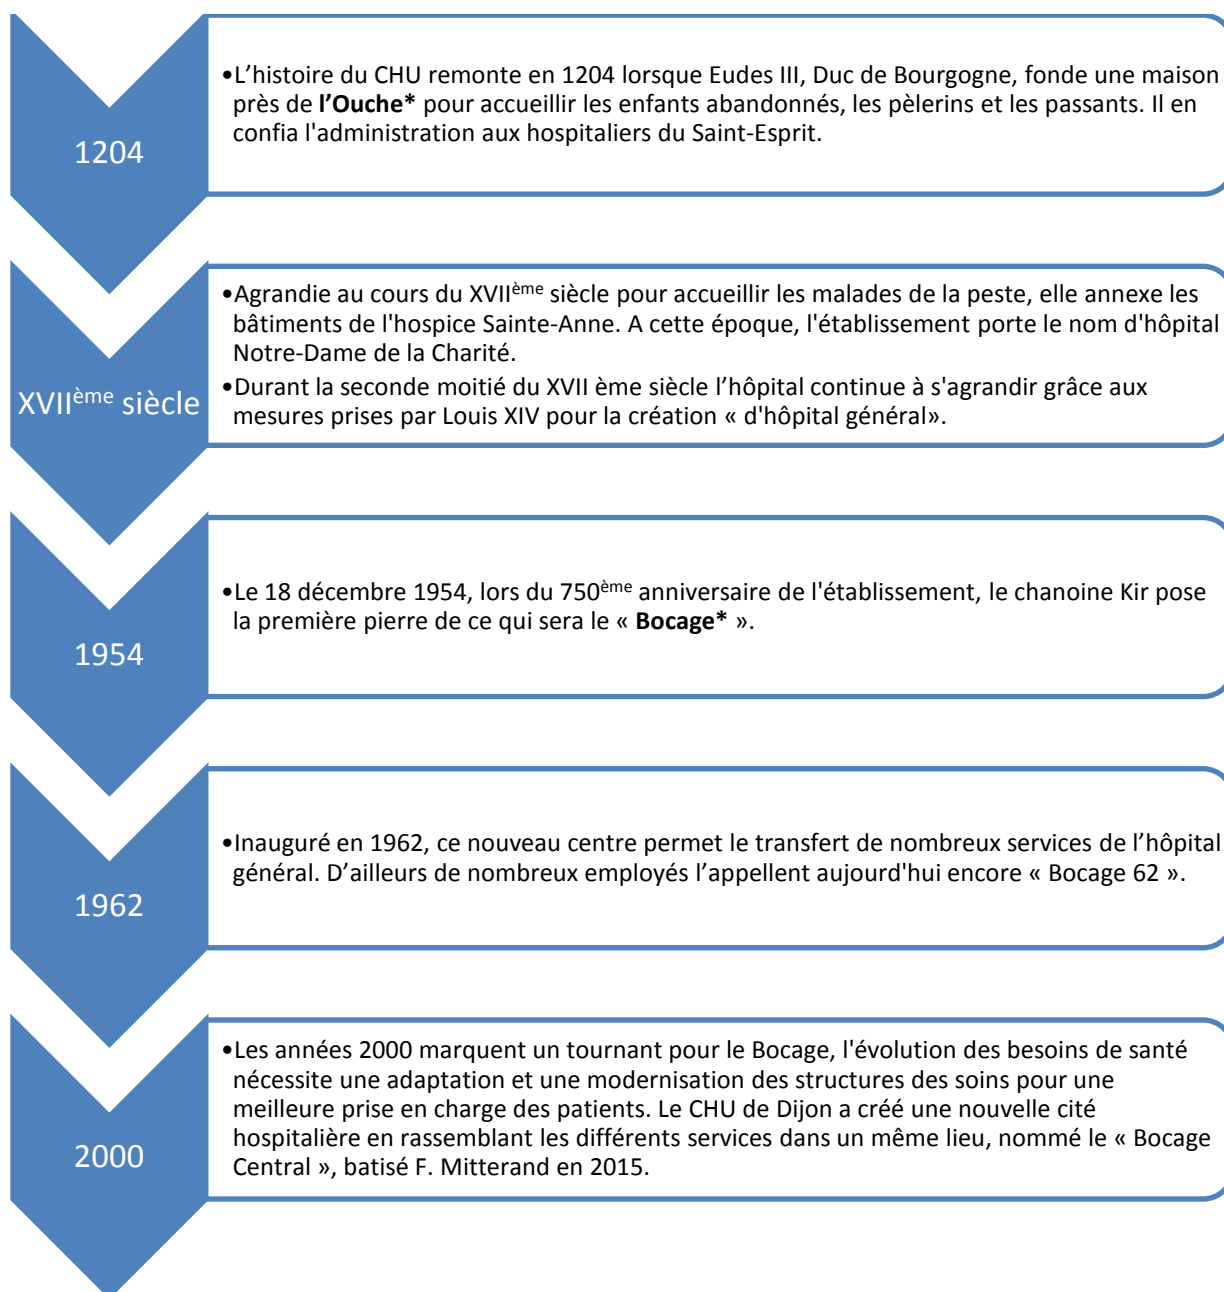 1204
•L’histoire du CHU remonte en 1204 lorsque Eudes III, Duc de Bourgogne, fonde une maison
près de l’Ouche* pour accueillir les enfants abandonnés, les pèlerins et les passants. Il en
confia l'administration aux hospitaliers du Saint-Esprit.
XVIIème siècle
•Agrandie au cours du XVIIème siècle pour accueillir les malades de la peste, elle annexe les
bâtiments de l'hospice Sainte-Anne. A cette époque, l'établissement porte le nom d'hôpital
Notre-Dame de la Charité.
•Durant la seconde moitié du XVII ème siècle l’hôpital continue à s'agrandir grâce aux
mesures prises par Louis XIV pour la création « d'hôpital général».
1954
•Le 18 décembre 1954, lors du 750ème anniversaire de l'établissement, le chanoine Kir pose
la première pierre de ce qui sera le « Bocage* ».
1962
•Inauguré en 1962, ce nouveau centre permet le transfert de nombreux services de l’hôpital
général. D’ailleurs de nombreux employés l’appellent aujourd'hui encore « Bocage 62 ».
2000
•Les années 2000 marquent un tournant pour le Bocage, l'évolution des besoins de santé
nécessite une adaptation et une modernisation des structures des soins pour une
meilleure prise en charge des patients. Le CHU de Dijon a créé une nouvelle cité
hospitalière en rassemblant les différents services dans un même lieu, nommé le « Bocage
Central », batisé F. Mitterand en 2015.